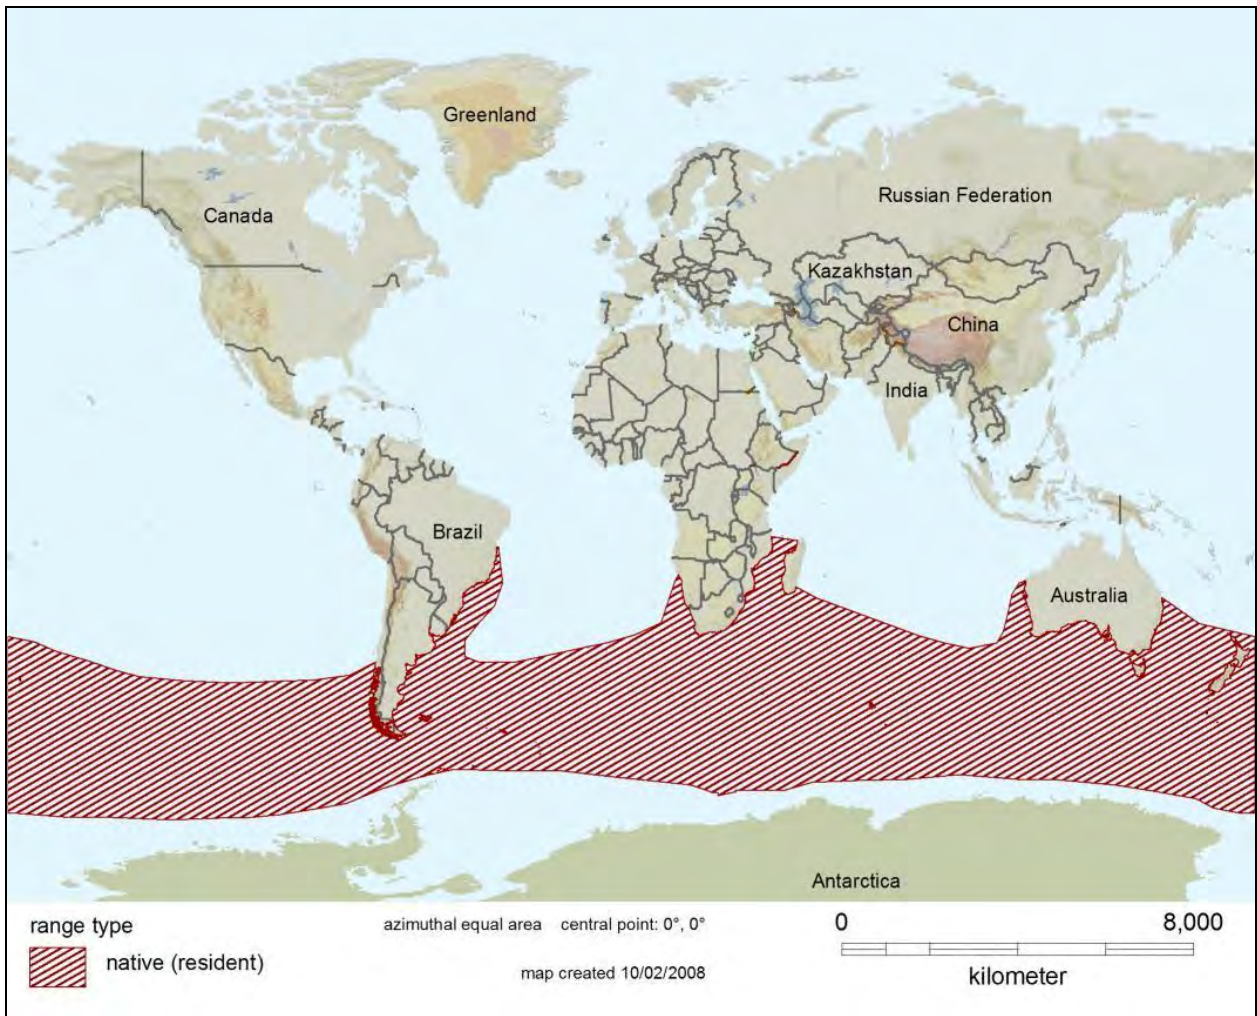 Greenland
Russian Federation
Canada
Kazakhstan
China
India
Brazil
Australia
Antarctica
range type
native (resident)
azimuthal equal area central point: 0°, 0°
map created 10/02/2008
0 8,000
kilometer